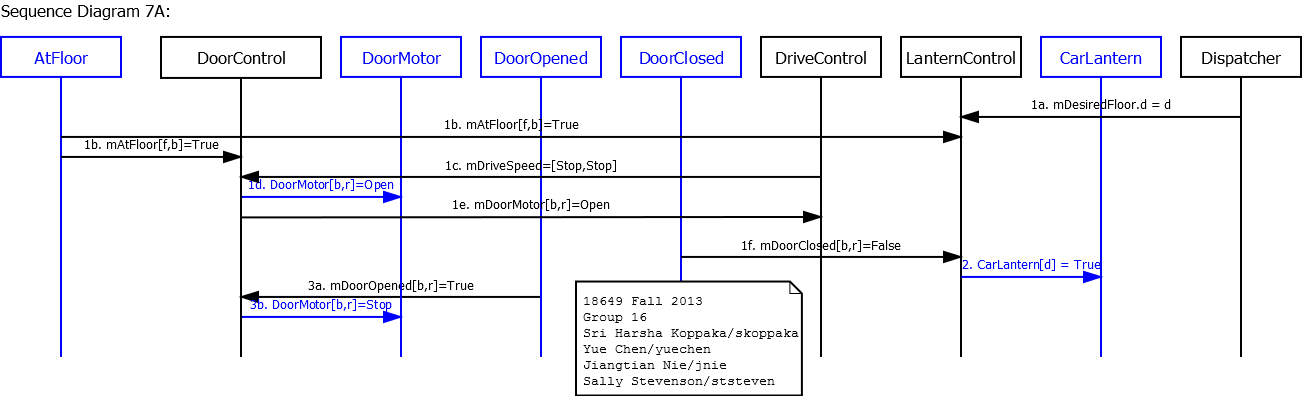 Sequence Diagram 7A:
AtFloor
DoorControl
DoorMotor
DoorOpened
DoorClosed
DriveControl
LanternControl
CarLantern
Dispatcher
1a. mDesiredFloor.d = d
1b. mAtFloor[f,b]=True
1b. mAtFloor[f,b]=True
1c. mDriveSpeed=[Stop,Stop]
1d. DoorMotor[b,r]=Open
1e. mDoorMotor[b,r]=Open
1f. mDoorClosed[b,r]=False
2. CarLantern[d] = True
3a. mDoorOpened[b,r]=True
3b. DoorMotor[b,r]=Stop
18649 Fall 2013
Group 16
Sri Harsha Koppaka/skoppaka
Yue Chen/yuechen
Jiangtian Nie/jnie
Sally Stevenson/ststeven